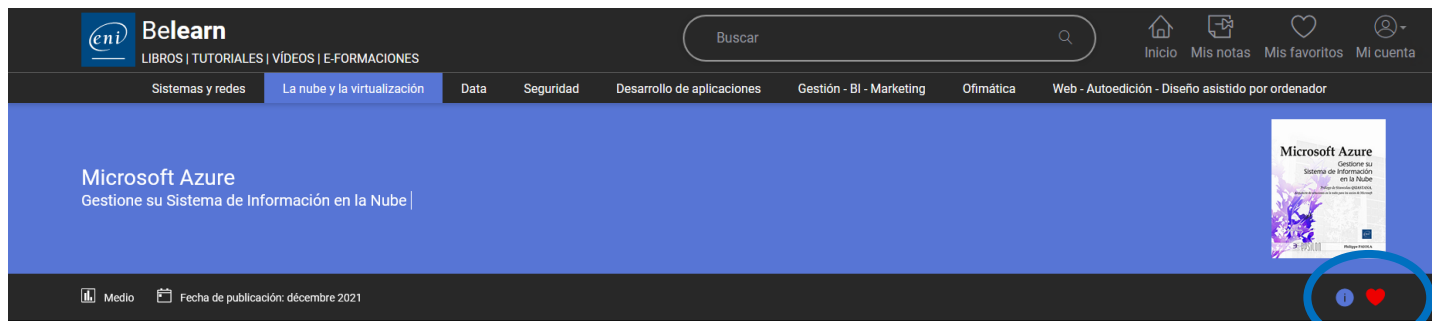 eni
Belearn
LIBROS | TUTORIALES | VÍDEOS | E-FORMACIONES
Buscar
Inicio
Mis notas
Mis favoritos
Mi cuenta
Sistemas y redes
La nube y la virtualización
Data
Seguridad
Desarrollo de aplicaciones
Gestión - BI - Marketing
Ofimática
Web - Autoedición - Diseño asistido por ordenador
Microsoft Azure
Gestione su Sistema de Información en la Nube
Microsoft Azure
Gestione su
Sistema de Información
en la Nube
Medio
Fecha de publicación: décembre 2021
i